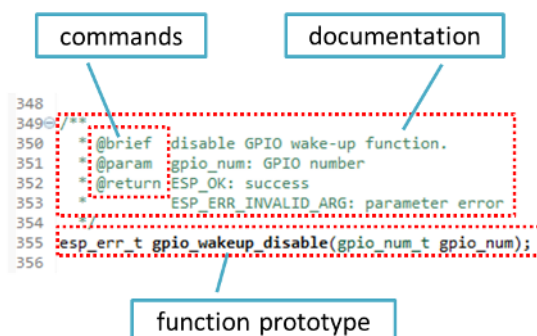 commands
documentation
348
349 /**
350 * @brief disable GPIO wake-up function.
351 * @param gpio_num: GPIO number
352 * @return ESP_OK: success
353 * ESP_ERR_INVALID_ARG: parameter error
354 */
355 esp_err_t gpio_wakeup_disable(gpio_num_t gpio_num);
356
function prototype